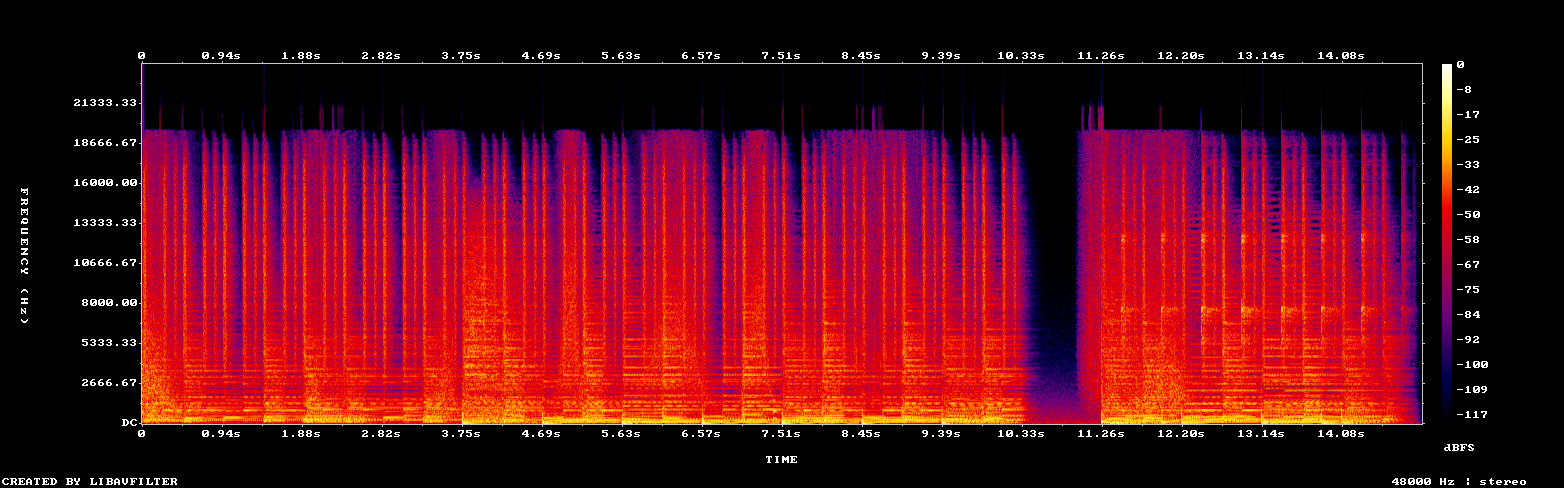 0 0.94s 1.88s 2.82s 3.75s 4.69s 5.63s 6.57s 7.51s 8.45s 9.39s 10.33s 11.26s 12.20s 13.14s 14.08s
21333.33
18666.67
16000.00
13333.33
10666.67
8000.00
5333.33
2666.67
DC
FREQUENCY (Hz)
0
-8
-17
-25
-33
-42
-50
-58
-67
-75
-84
-92
-100
-109
-117
dBFS
0 0.94s 1.88s 2.82s 3.75s 4.69s 5.63s 6.57s 7.51s 8.45s 9.39s 10.33s 11.26s 12.20s 13.14s 14.08s
TIME
CREATED BY LIBAVFILTER
48000 Hz | stereo